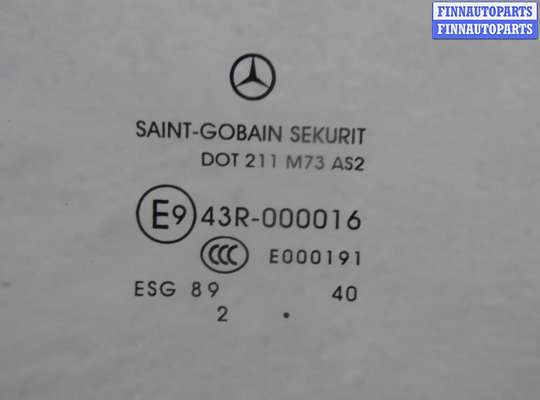 FINNAUTOPARTS
FINNAUTOPARTS
SAINT-GOBAIN SEKURIT
DOT 211 M73 AS2
E9 43R-000016
CCC E000191
ESG 89 40
2 .